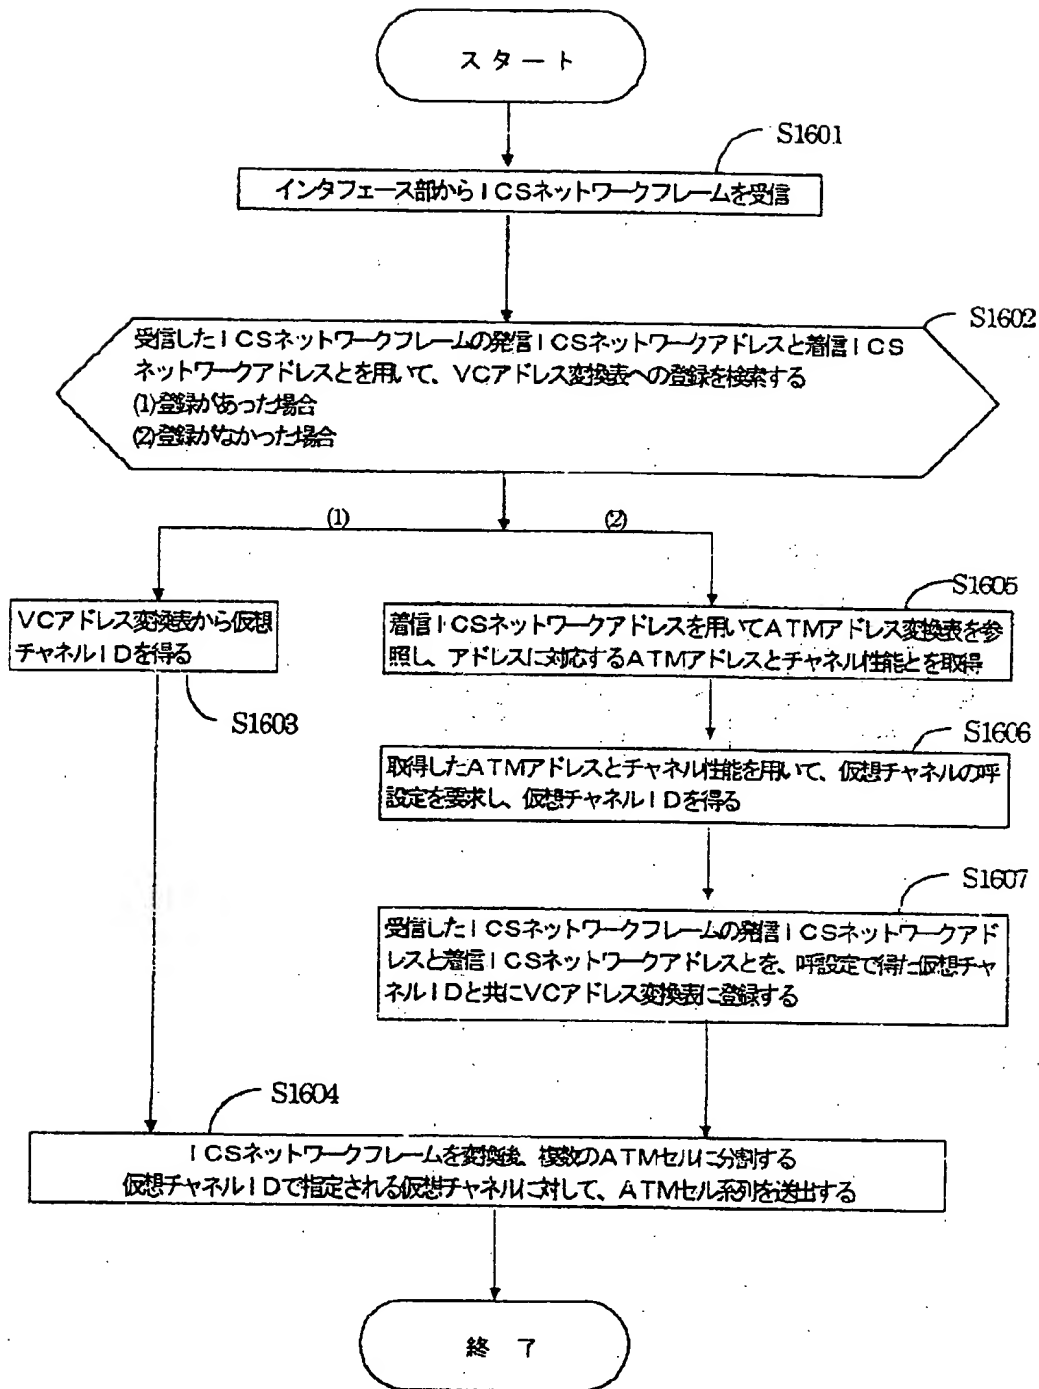 スタート
S1601
インタフェース部からICSネットワークフレームを受信
S1602
受信したICSネットワークフレームの発信ICSネットワークアドレスと着信ICS
ネットワークアドレスとを用いて、VCアドレス変換表への登録を検索する
(1)登録があった場合
(2)登録がなかった場合
(1)
(2)
VCアドレス変換表から仮想
チャネルIDを得る
S1603
S1605
着信ICSネットワークアドレスを用いてATMアドレス変換表を参
照し、アドレスに対応するATMアドレスとチャネル性能とを取得
S1606
取得したATMアドレスとチャネル性能を用いて、仮想チャネルの呼
設定を要求し、仮想チャネルIDを得る
S1607
受信したICSネットワークフレームの発信ICSネットワークアド
レスと着信ICSネットワークアドレスとを、呼設定で得た仮想チャ
ネルIDと共にVCアドレス変換表に登録する
S1604
ICSネットワークフレームを変換後、複数のATMセルに分割する
仮想チャネルIDで指定される仮想チャネルに対して、ATMセル系列を送出する
終了